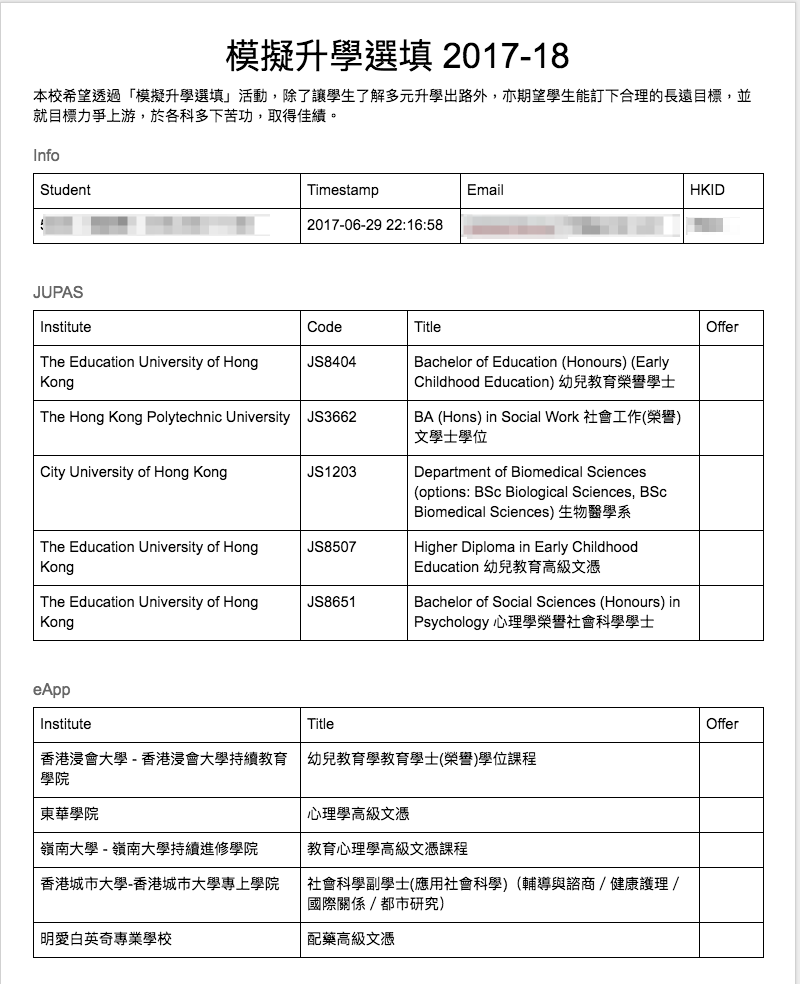 模擬升學選填 2017-18
本校希望透過「模擬升學選填」活動，除了讓學生了解多元升學出路外，亦期望學生能訂下合理的長遠目標，並
就目標力爭上游，於各科多下苦功，取得佳績。
Info
Student Timestamp Email HKID
2017-06-29 22:16:58
JUPAS
Institute Code Title Offer
The Education University of Hong JS8404 Bachelor of Education (Honours) (Early
Kong Childhood Education) 幼兒教育榮譽學士
The Hong Kong Polytechnic University JS3662 BA (Hons) in Social Work 社會工作(榮譽)
文學士學位
City University of Hong Kong JS1203 Department of Biomedical Sciences
(options: BSc Biological Sciences, BSc
Biomedical Sciences) 生物醫學系
The Education University of Hong JS8507 Higher Diploma in Early Childhood
Kong Education 幼兒教育高級文憑
The Education University of Hong JS8651 Bachelor of Social Sciences (Honours) in
Kong Psychology 心理學榮譽社會科學學士
eApp
Institute Title Offer
香港浸會大學 - 香港浸會大學持續教育 幼兒教育學教育學士(榮譽)學位課程
學院
東華學院 心理學高級文憑
嶺南大學 - 嶺南大學持續進修學院 教育心理學高級文憑課程
香港城市大學-香港城市大學專上學院 社會科學副學士(應用社會科學)（輔導與諮商 / 健康護理 /
國際關係 / 都市研究）
明愛白英奇專業學校 配藥高級文憑